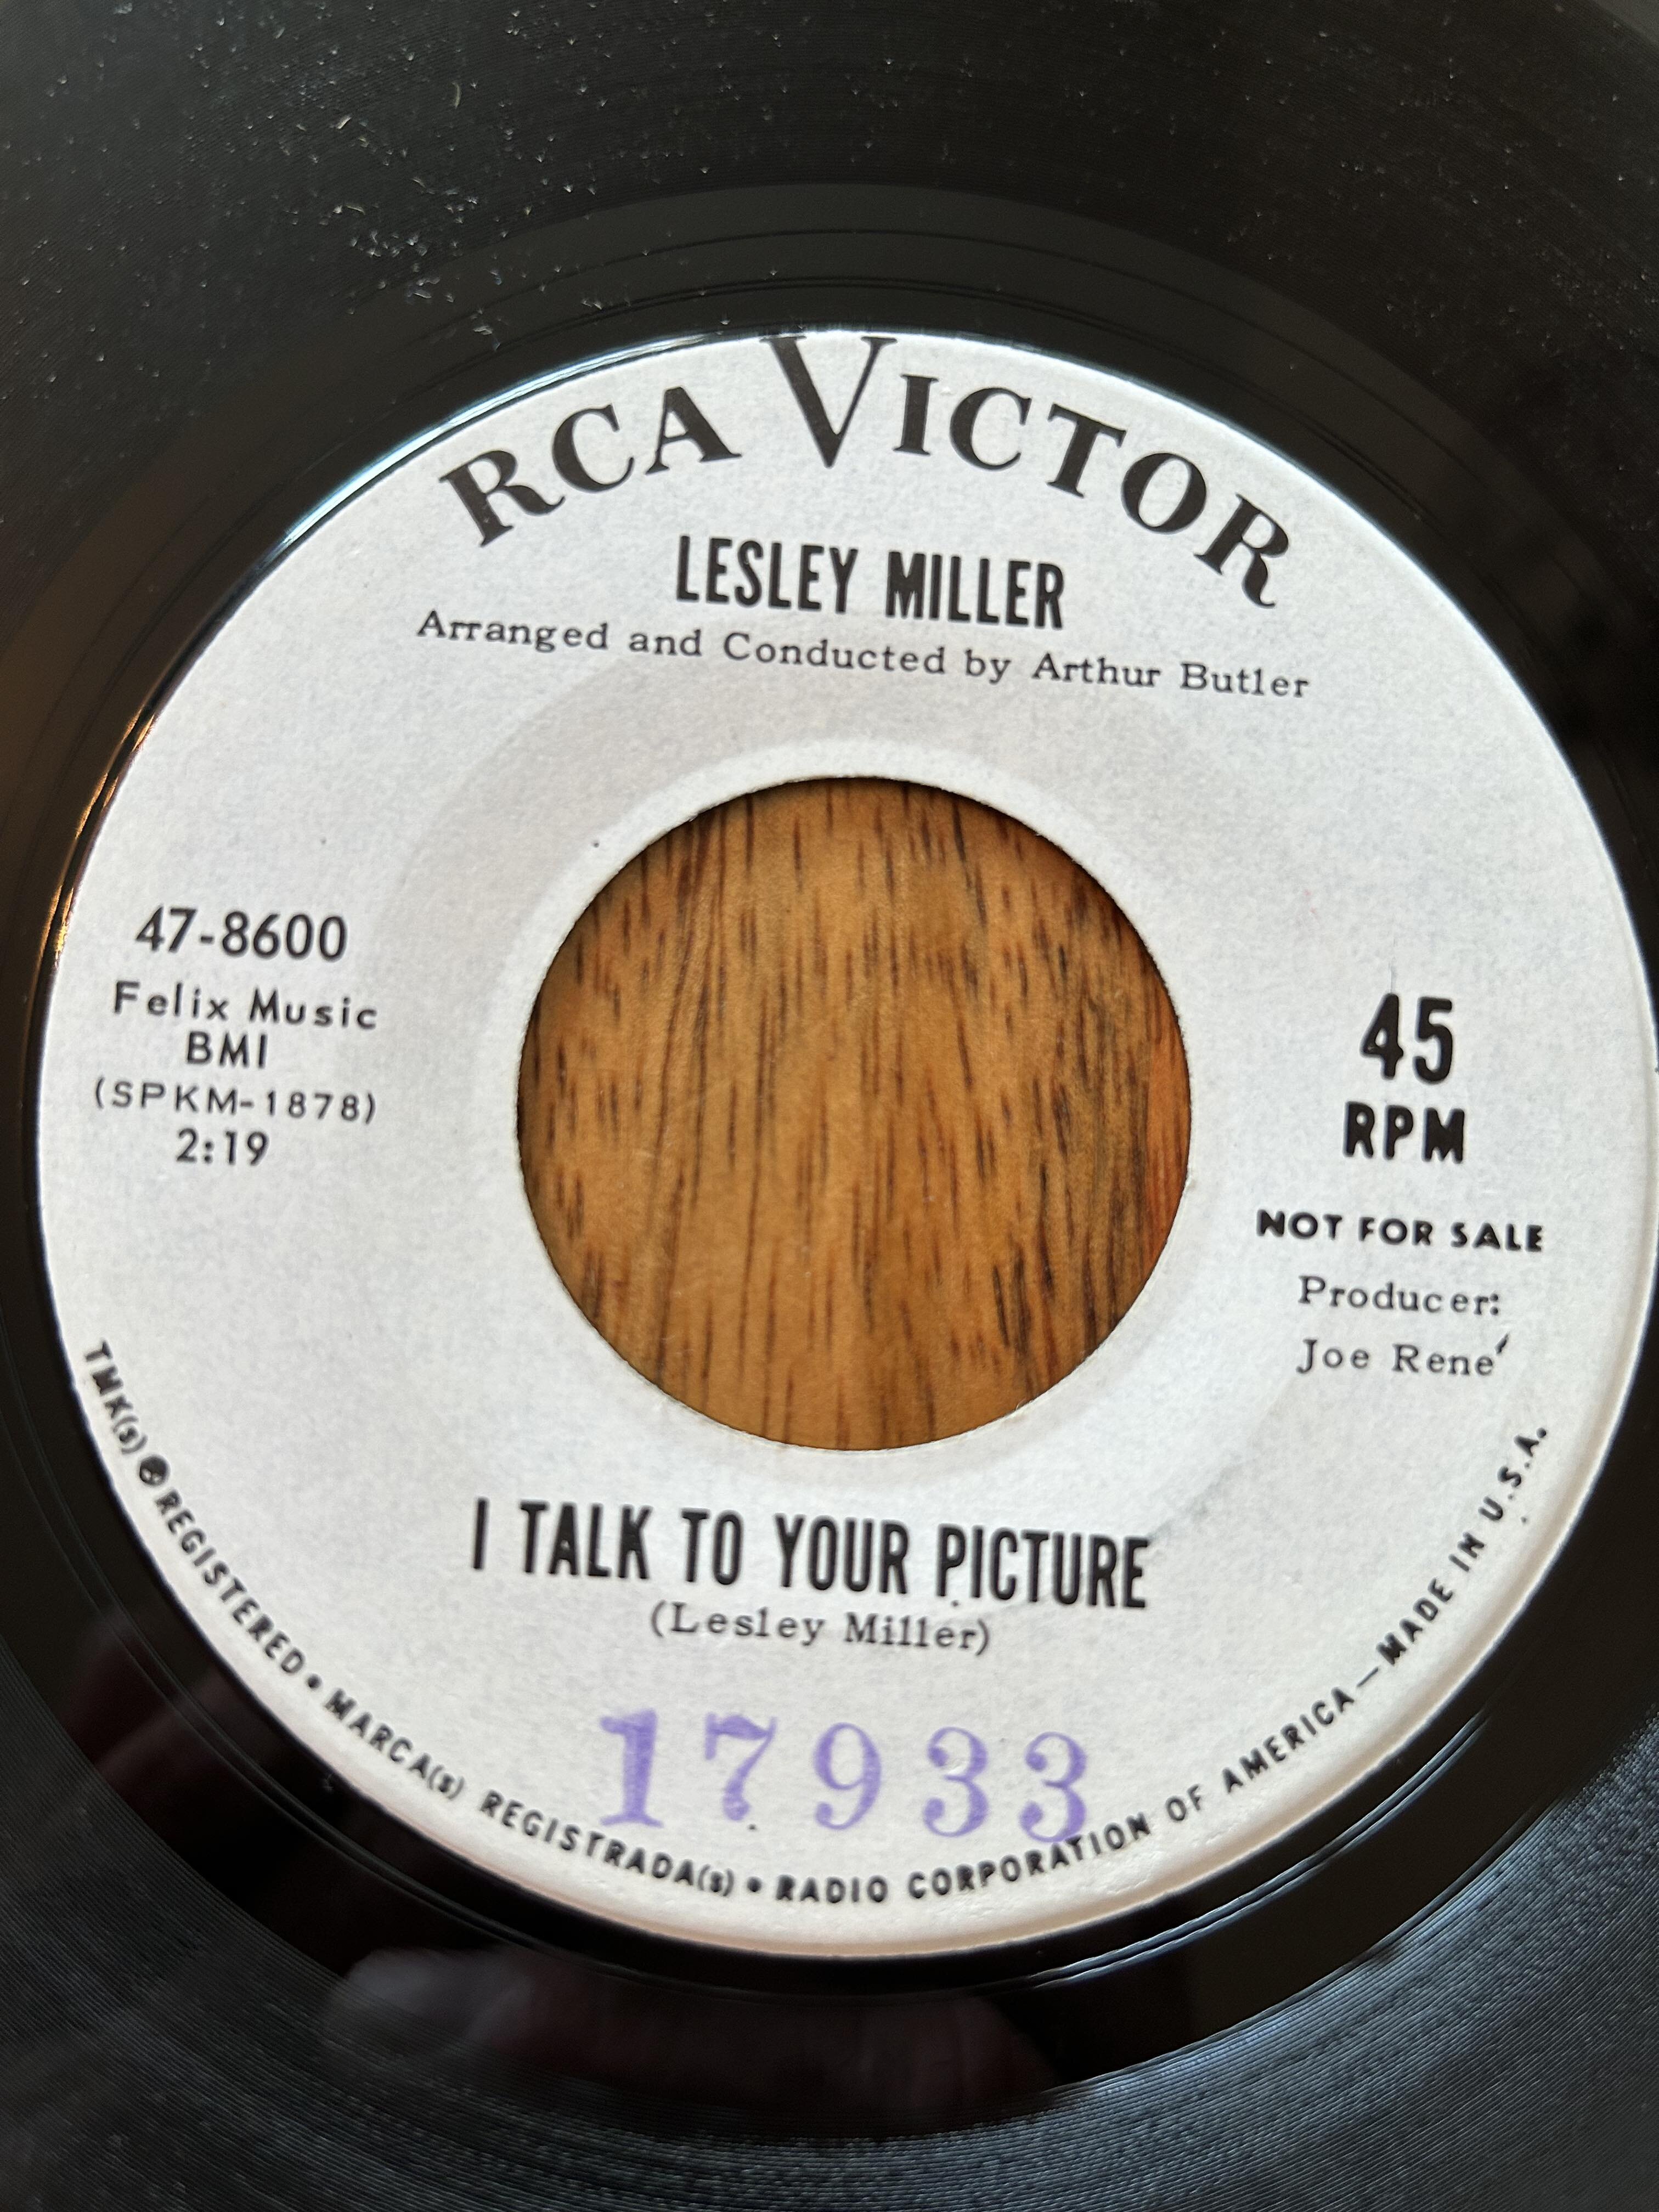 RCA VICTOR
LESLEY MILLER
Arranged and Conducted by Arthur Butler
47-8600
Felix Music
BMI
(SPKM-1878)
2:19
45
RPM
NOT FOR SALE
Producer:
Joe René
I TALK TO YOUR PICTURE
(Lesley Miller)
17933
TMK(s) ® REGISTERED • MARCA(s) REGISTRADA(s) • RADIO CORPORATION OF AMERICA — MADE IN U.S.A.